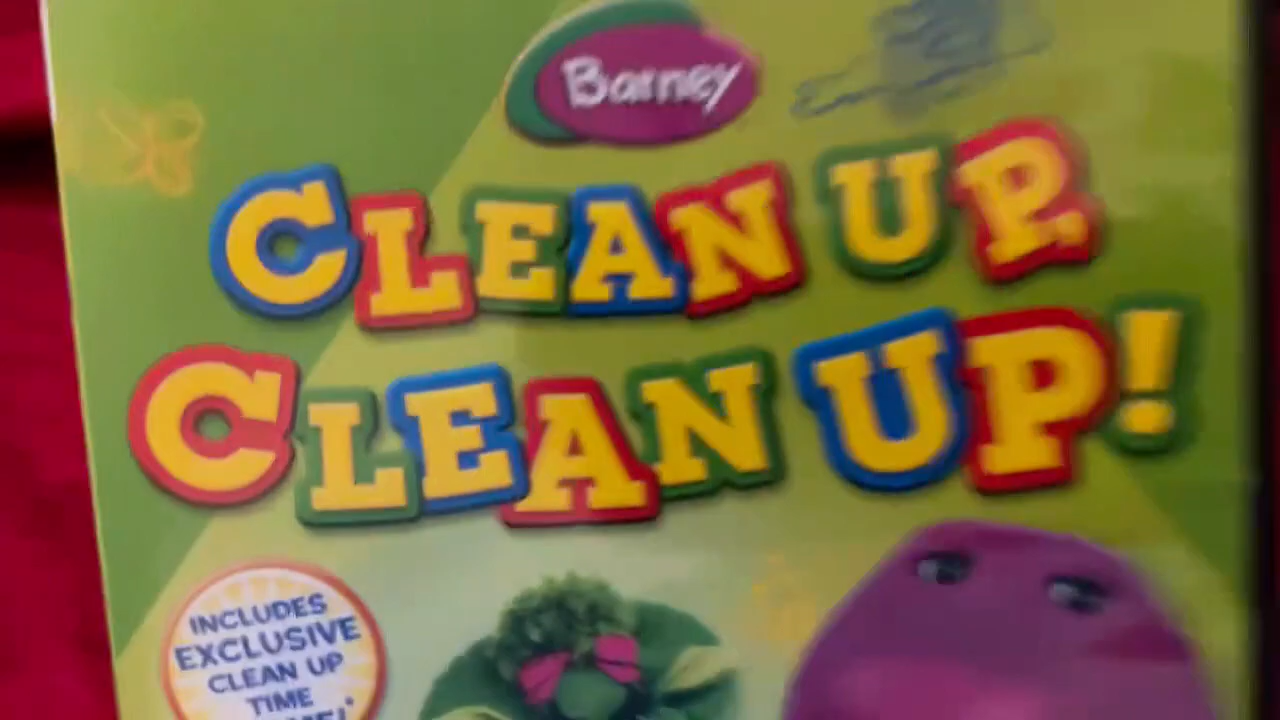 Barney
CLEAN UP,
CLEAN UP!
INCLUDES
EXCLUSIVE
CLEAN UP
TIME